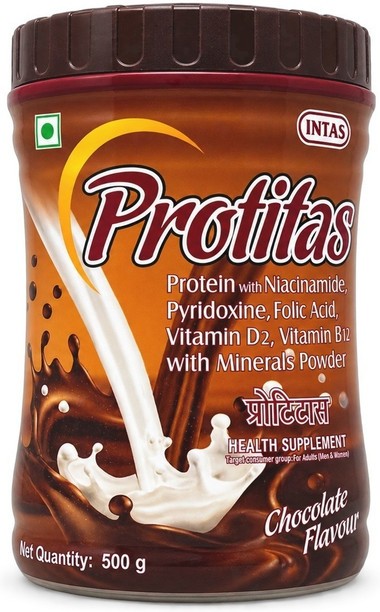 INTAS
Protitas
Protein with Niacinamide,
Pyridoxine, Folic Acid,
Vitamin D2, Vitamin B12
with Minerals Powder
प्रोटिटास
HEALTH SUPPLEMENT
Target consumer group: For Adults (Men & Women)
Chocolate
Flavour
Net Quantity: 500 g